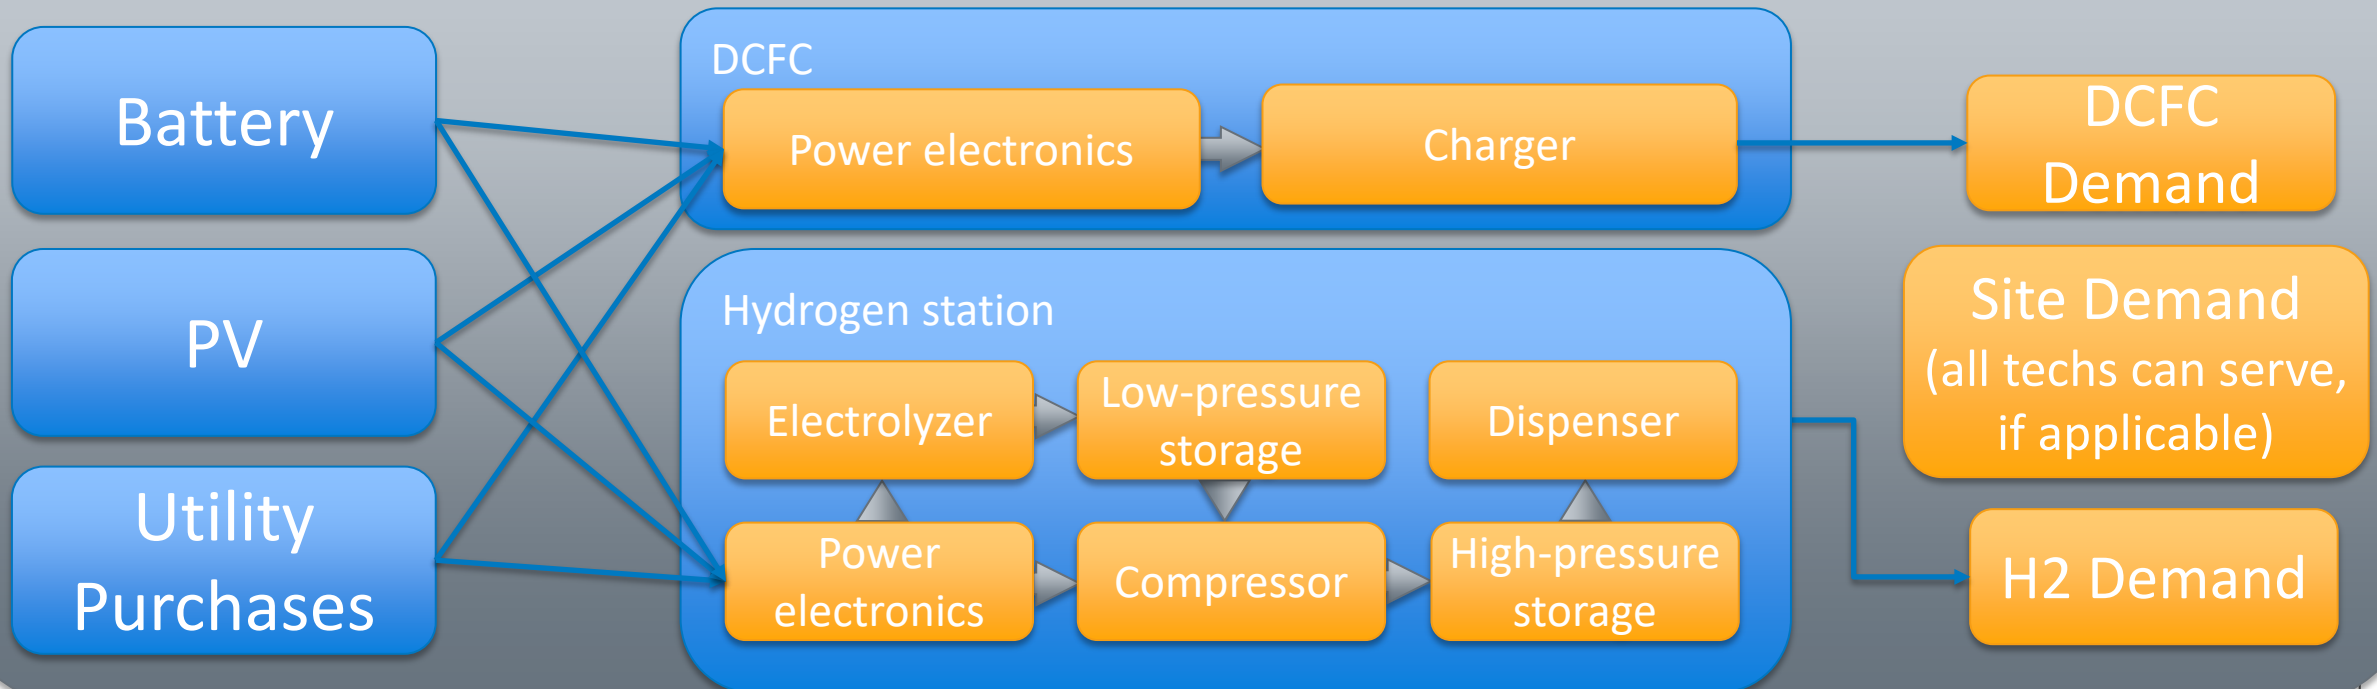 Battery
PV
Utility
Purchases
DCFC
Power electronics
Charger
Hydrogen station
Electrolyzer
Low-pressure
storage
Dispenser
Power
electronics
Compressor
High-pressure
storage
DCFC
Demand
Site Demand
(all techs can serve,
if applicable)
H2 Demand